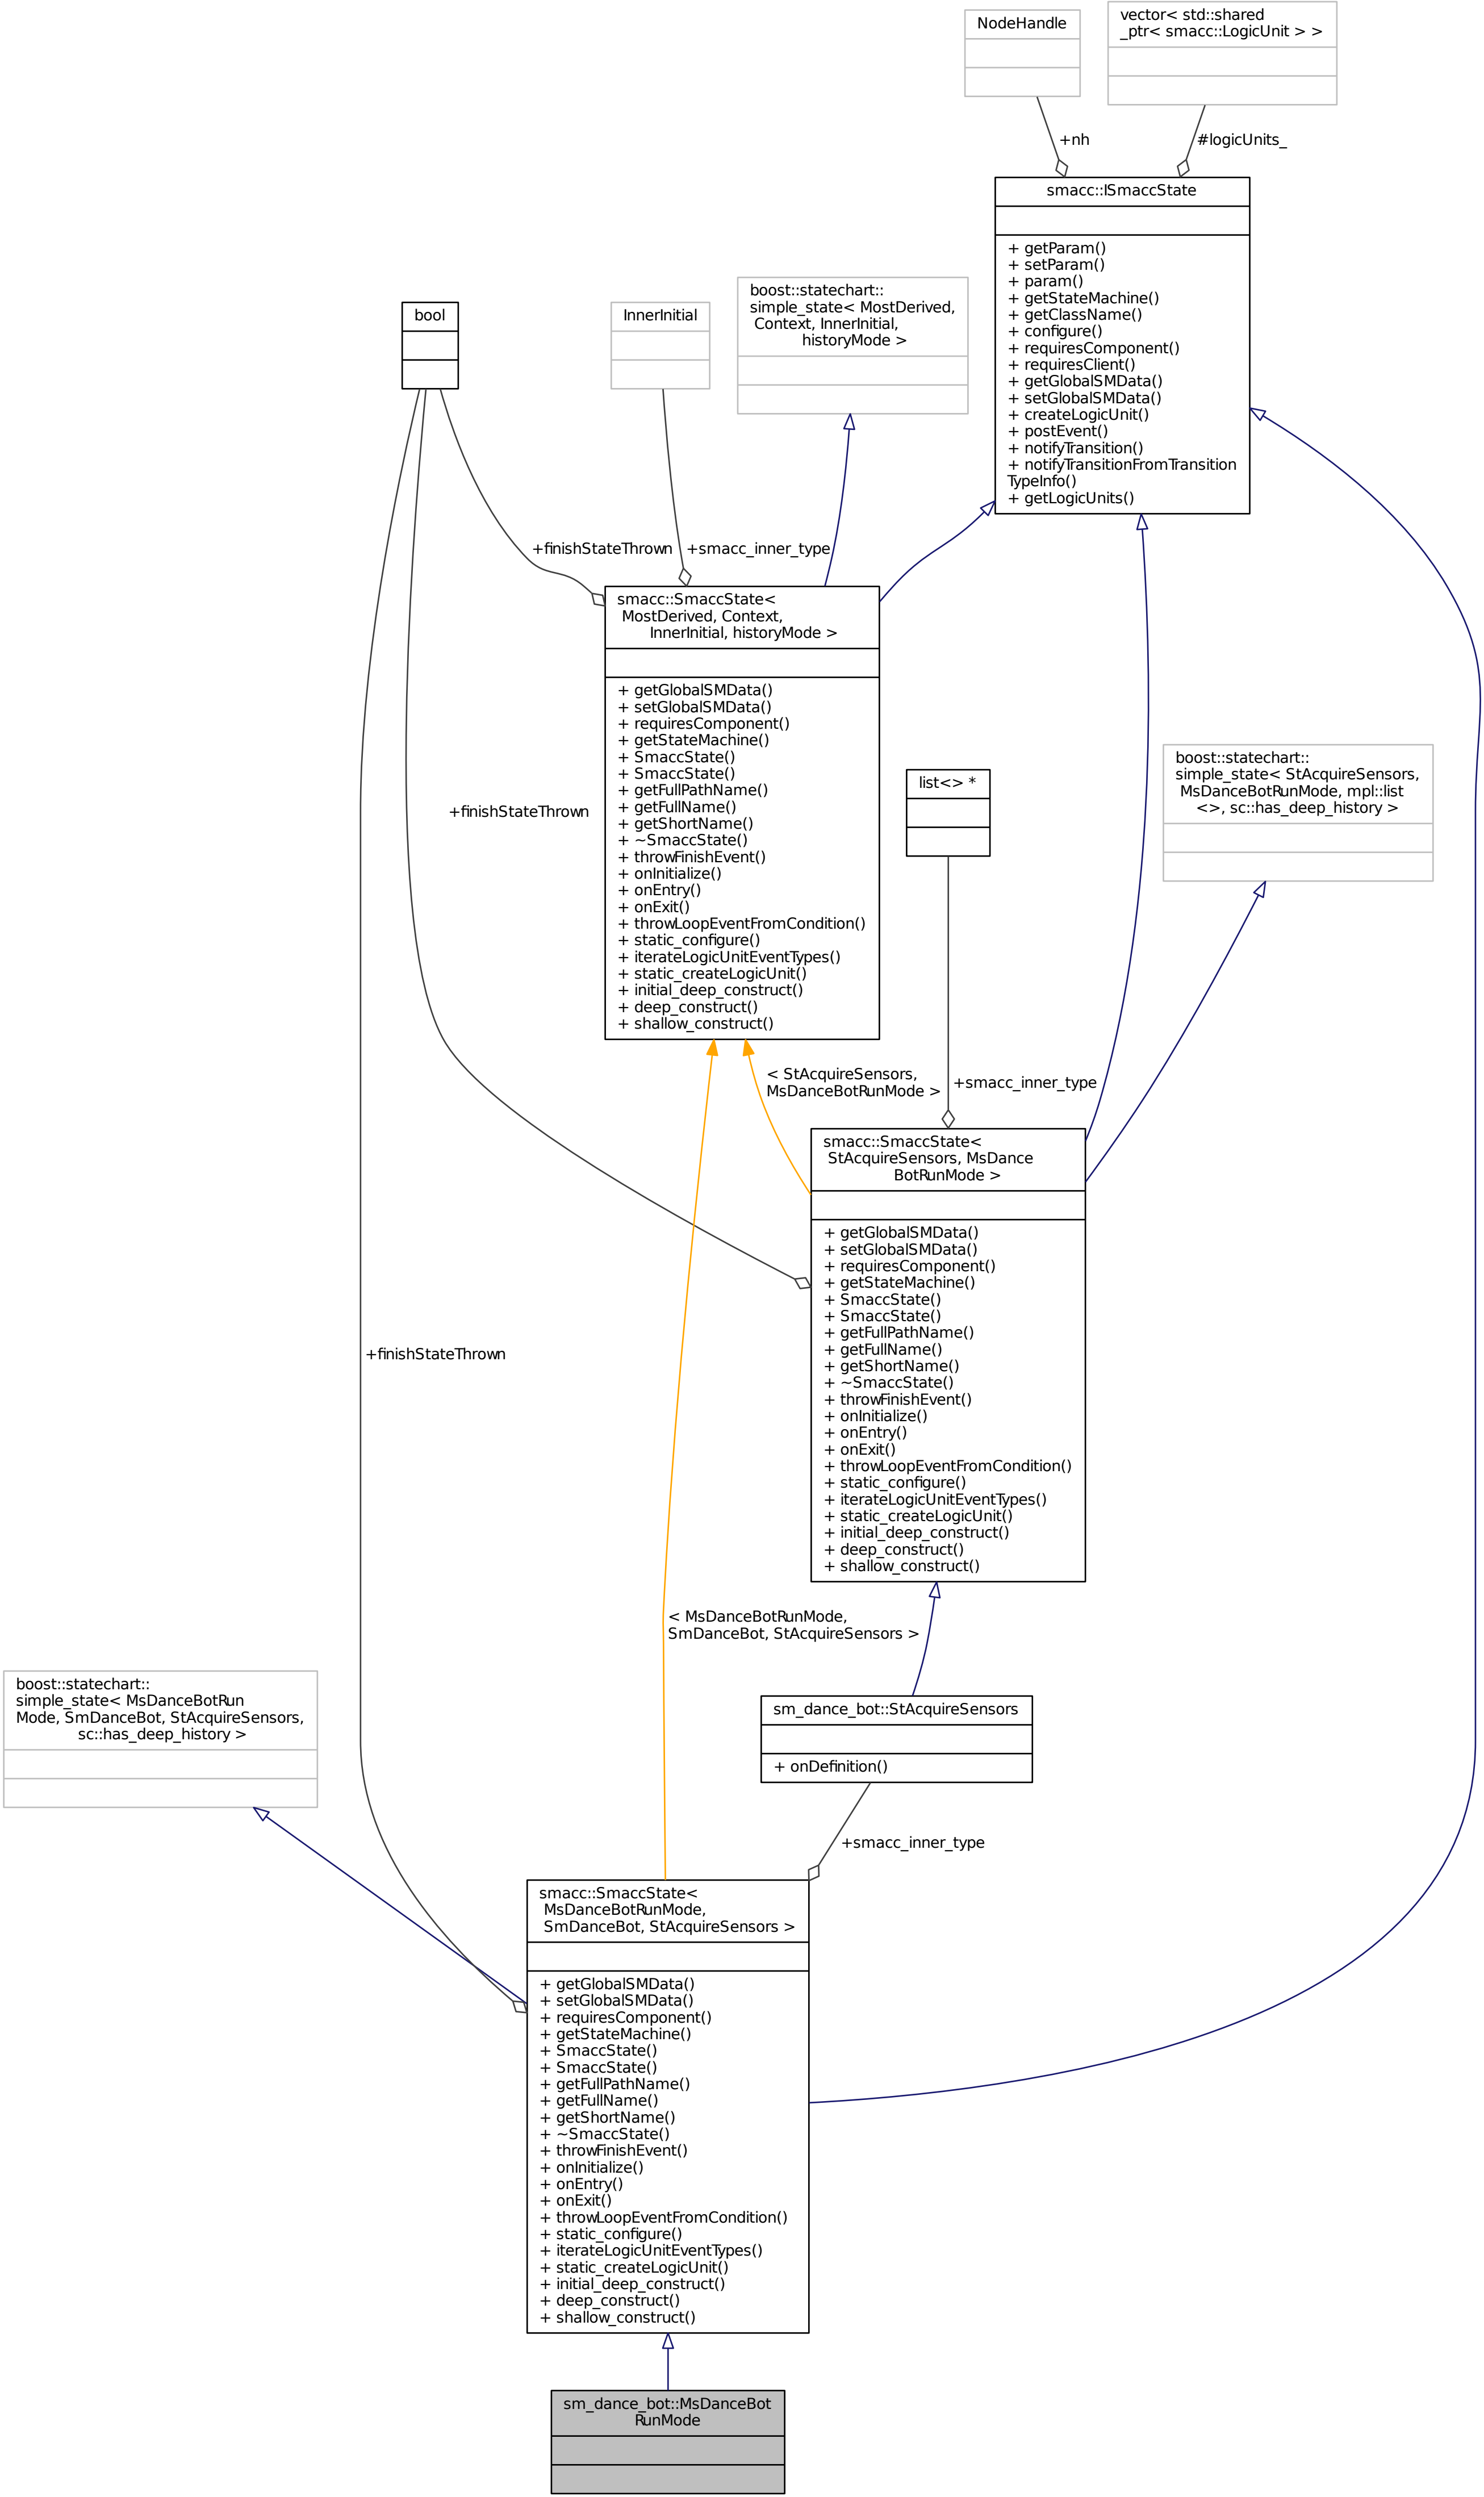 NodeHandle
vector< std::shared
_ptr< smacc::LogicUnit > >
+nh
#logicUnits_
smacc::ISmaccState
+ getParam()
+ setParam()
+ param()
+ getStateMachine()
+ getClassName()
+ configure()
+ requiresComponent()
+ requiresClient()
+ getGlobalSMData()
+ setGlobalSMData()
+ createLogicUnit()
+ postEvent()
+ notifyTransition()
+ notifyTransitionFromTransition
TypeInfo()
+ getLogicUnits()
bool
InnerInitial
boost::statechart::
simple_state< MostDerived,
Context, InnerInitial,
historyMode >
+finishStateThrown
+smacc_inner_type
smacc::SmaccState<
MostDerived, Context,
InnerInitial, historyMode >
+ getGlobalSMData()
+ setGlobalSMData()
+ requiresComponent()
+ getStateMachine()
+ SmaccState()
+ SmaccState()
+ getFullPathName()
+ getFullName()
+ getShortName()
+ ~SmaccState()
+ throwFinishEvent()
+ onInitialize()
+ onEntry()
+ onExit()
+ throwLoopEventFromCondition()
+ static_configure()
+ iterateLogicUnitEventTypes()
+ static_createLogicUnit()
+ initial_deep_construct()
+ deep_construct()
+ shallow_construct()
+finishStateThrown
list<> *
boost::statechart::
simple_state< StAcquireSensors,
MsDanceBotRunMode, mpl::list
<>, sc::has_deep_history >
< StAcquireSensors,
MsDanceBotRunMode >
+smacc_inner_type
smacc::SmaccState<
StAcquireSensors, MsDance
BotRunMode >
+ getGlobalSMData()
+ setGlobalSMData()
+ requiresComponent()
+ getStateMachine()
+ SmaccState()
+ SmaccState()
+ getFullPathName()
+ getFullName()
+ getShortName()
+ ~SmaccState()
+ throwFinishEvent()
+ onInitialize()
+ onEntry()
+ onExit()
+ throwLoopEventFromCondition()
+ static_configure()
+ iterateLogicUnitEventTypes()
+ static_createLogicUnit()
+ initial_deep_construct()
+ deep_construct()
+ shallow_construct()
+finishStateThrown
< MsDanceBotRunMode,
SmDanceBot, StAcquireSensors >
boost::statechart::
simple_state< MsDanceBotRun
Mode, SmDanceBot, StAcquireSensors,
sc::has_deep_history >
sm_dance_bot::StAcquireSensors
+ onDefinition()
+smacc_inner_type
smacc::SmaccState<
MsDanceBotRunMode,
SmDanceBot, StAcquireSensors >
+ getGlobalSMData()
+ setGlobalSMData()
+ requiresComponent()
+ getStateMachine()
+ SmaccState()
+ SmaccState()
+ getFullPathName()
+ getFullName()
+ getShortName()
+ ~SmaccState()
+ throwFinishEvent()
+ onInitialize()
+ onEntry()
+ onExit()
+ throwLoopEventFromCondition()
+ static_configure()
+ iterateLogicUnitEventTypes()
+ static_createLogicUnit()
+ initial_deep_construct()
+ deep_construct()
+ shallow_construct()
sm_dance_bot::MsDanceBot
RunMode